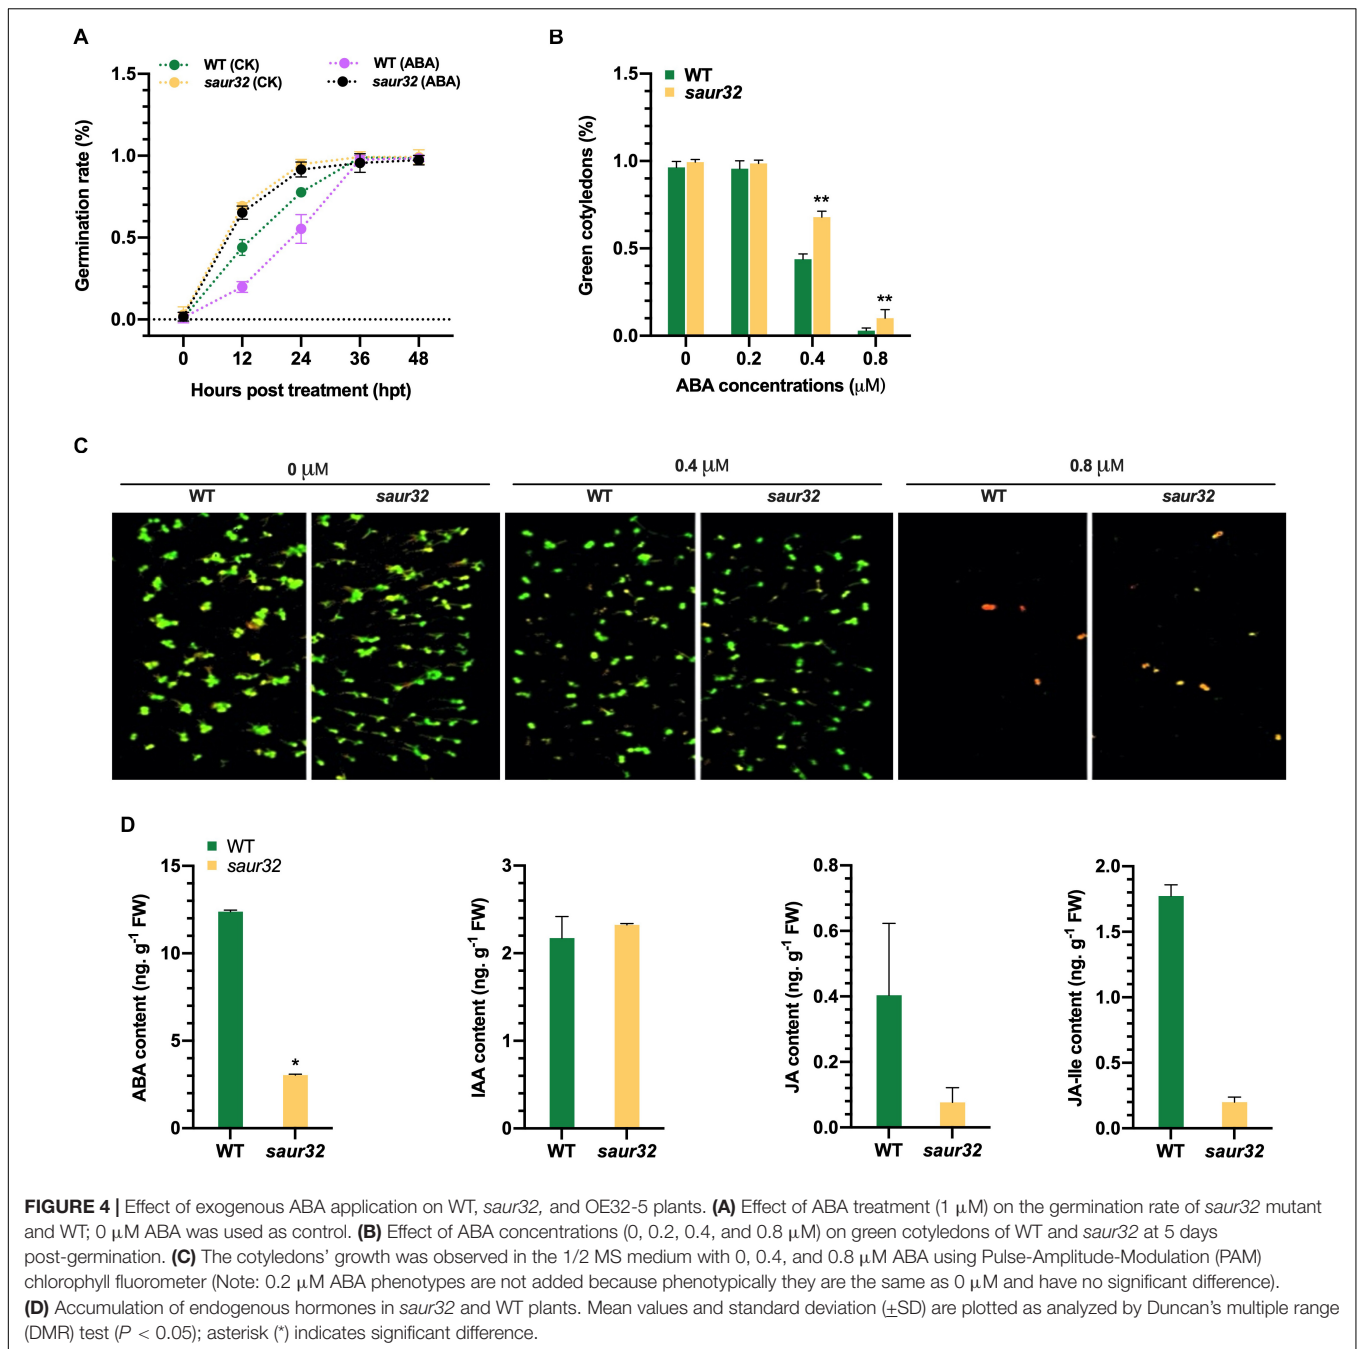 A
WT (CK)
WT (ABA)
saur32 (CK)
saur32 (ABA)
Germination rate (%)
1.5
1.0
0.5
0.0
0 12 24 36 48
Hours post treatment (hpt)
B
WT
saur32
Green cotyledons (%)
1.5
1.0
0.5
0.0
**
**
0 0.2 0.4 0.8
ABA concentrations (μM)
C
0 μM 0.4 μM 0.8 μM
WT saur32 WT saur32 WT saur32
D
WT
saur32
ABA content (ng. g-1 FW)
15
10
5
0
*
WT saur32
IAA content (ng. g-1 FW)
3
2
1
0
WT saur32
JA content (ng. g-1 FW)
0.8
0.6
0.4
0.2
0.0
WT saur32
JA-Ile content (ng. g-1 FW)
2.0
1.5
1.0
0.5
0.0
WT saur32
FIGURE 4 | Effect of exogenous ABA application on WT, saur32, and OE32-5 plants. (A) Effect of ABA treatment (1 μM) on the germination rate of saur32 mutant
and WT; 0 μM ABA was used as control. (B) Effect of ABA concentrations (0, 0.2, 0.4, and 0.8 μM) on green cotyledons of WT and saur32 at 5 days
post-germination. (C) The cotyledons' growth was observed in the 1/2 MS medium with 0, 0.4, and 0.8 μM ABA using Pulse-Amplitude-Modulation (PAM)
chlorophyll fluorometer (Note: 0.2 μM ABA phenotypes are not added because phenotypically they are the same as 0 μM and have no significant difference).
(D) Accumulation of endogenous hormones in saur32 and WT plants. Mean values and standard deviation (±SD) are plotted as analyzed by Duncan's multiple range
(DMR) test (P < 0.05); asterisk (*) indicates significant difference.